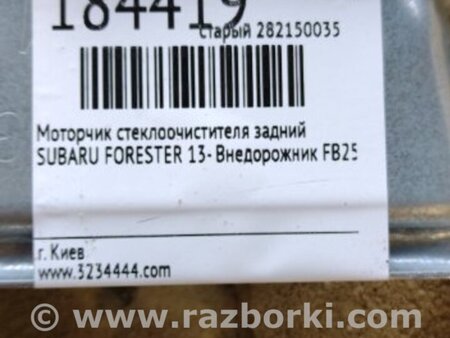 184419
старый 282150035
Моторчик стеклоочистителя задний
SUBARU FORESTER 13- Внедорожник FB25
г. Киев
www.3234444.com
© www.razborki.com